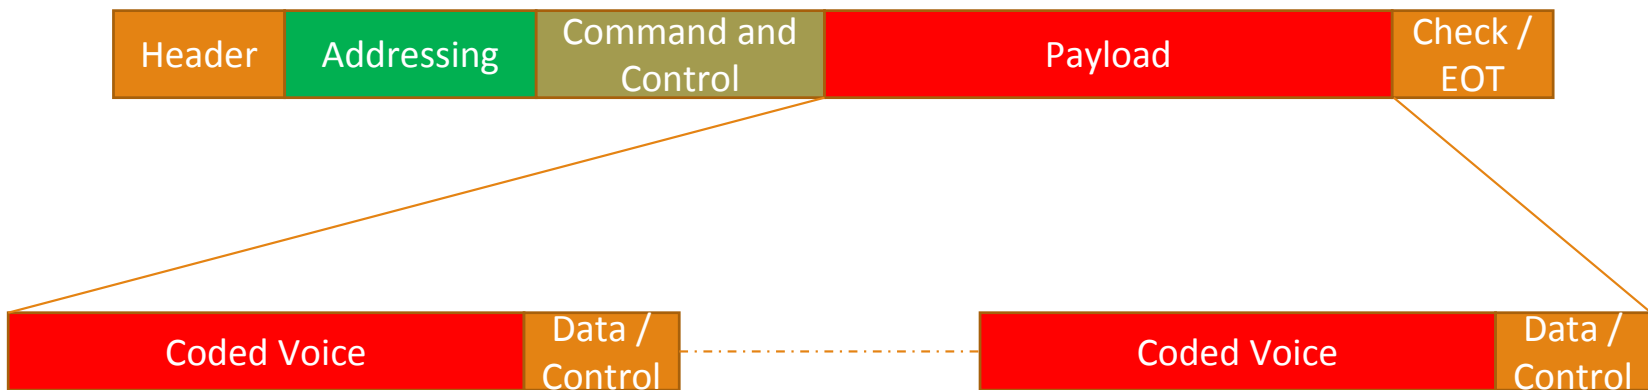 Header
Addressing
Command and
Control
Payload
Check /
EOT
Coded Voice
Data /
Control
Coded Voice
Data /
Control